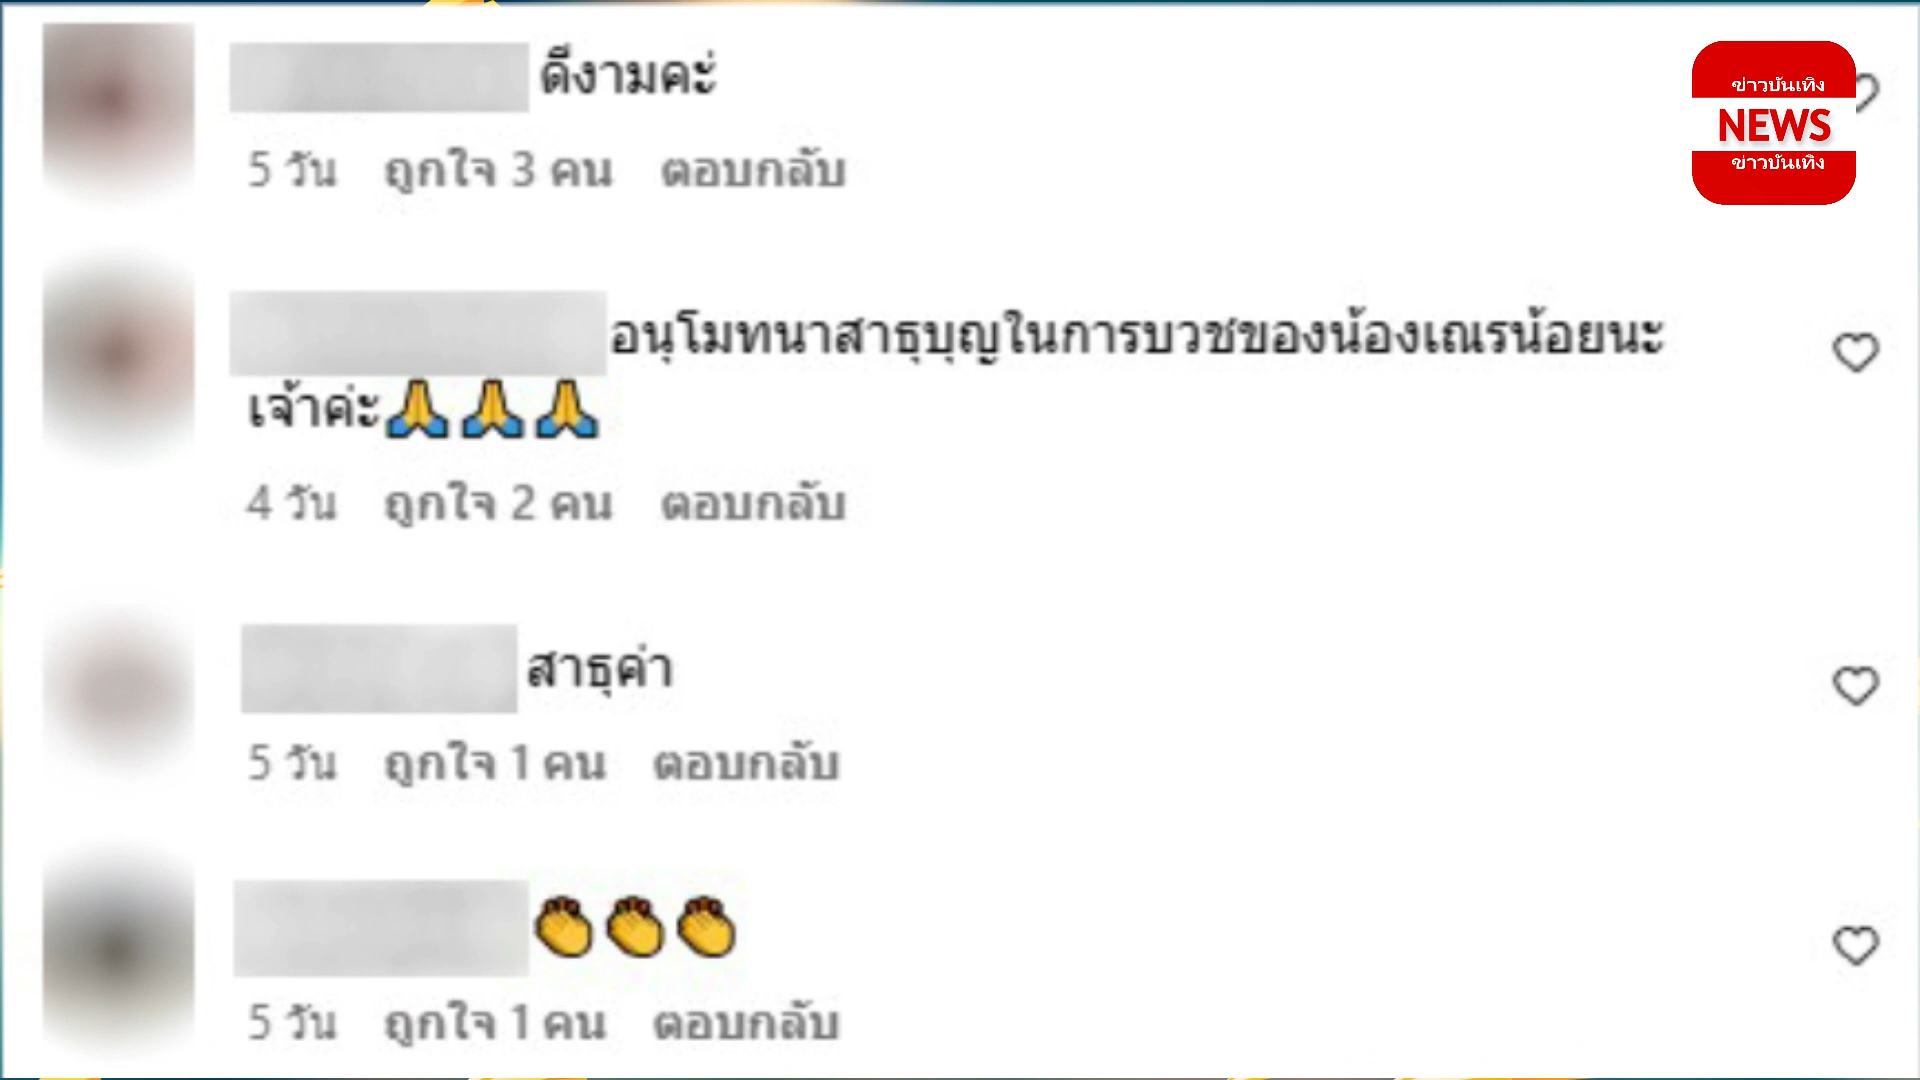 ดีงามคะ่
5 วัน ถูกใจ 3 คน ตอบกลับ
ข่าวบันเทิง
NEWS
ข่าวบันเทิง
อนุโมทนาสาธุบุญในการบวชของน้องเณรน้อยนะ
เจ้าค่ะ🙏🙏🙏
4 วัน ถูกใจ 2 คน ตอบกลับ
สาธุค่า
5 วัน ถูกใจ 1 คน ตอบกลับ
👏👏👏
5 วัน ถูกใจ 1 คน ตอบกลับ